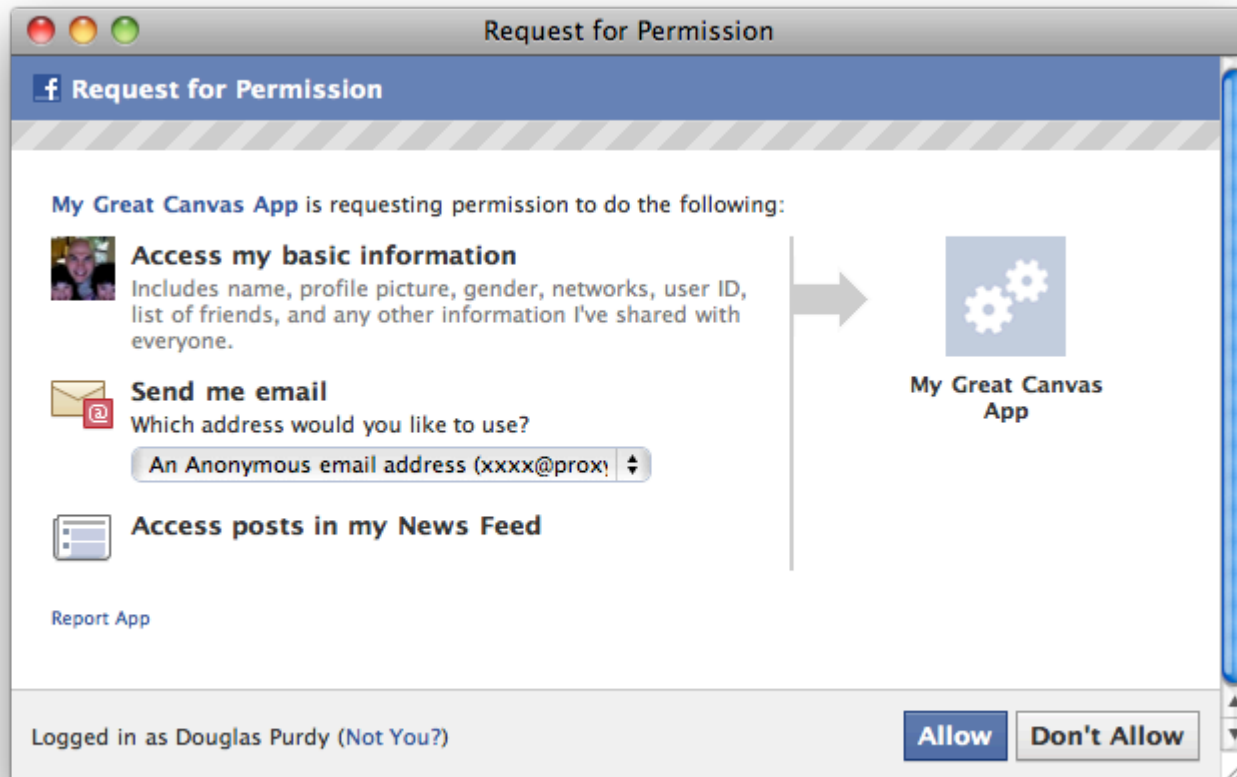 Request for Permission
f Request for Permission
My Great Canvas App is requesting permission to do the following:
Access my basic information
Includes name, profile picture, gender, networks, user ID,
list of friends, and any other information I've shared with
everyone.
Send me email
Which address would you like to use?
An Anonymous email address (xxxx@proxy
Access posts in my News Feed
Report App
My Great Canvas
App
Logged in as Douglas Purdy (Not You?)
Allow
Don't Allow